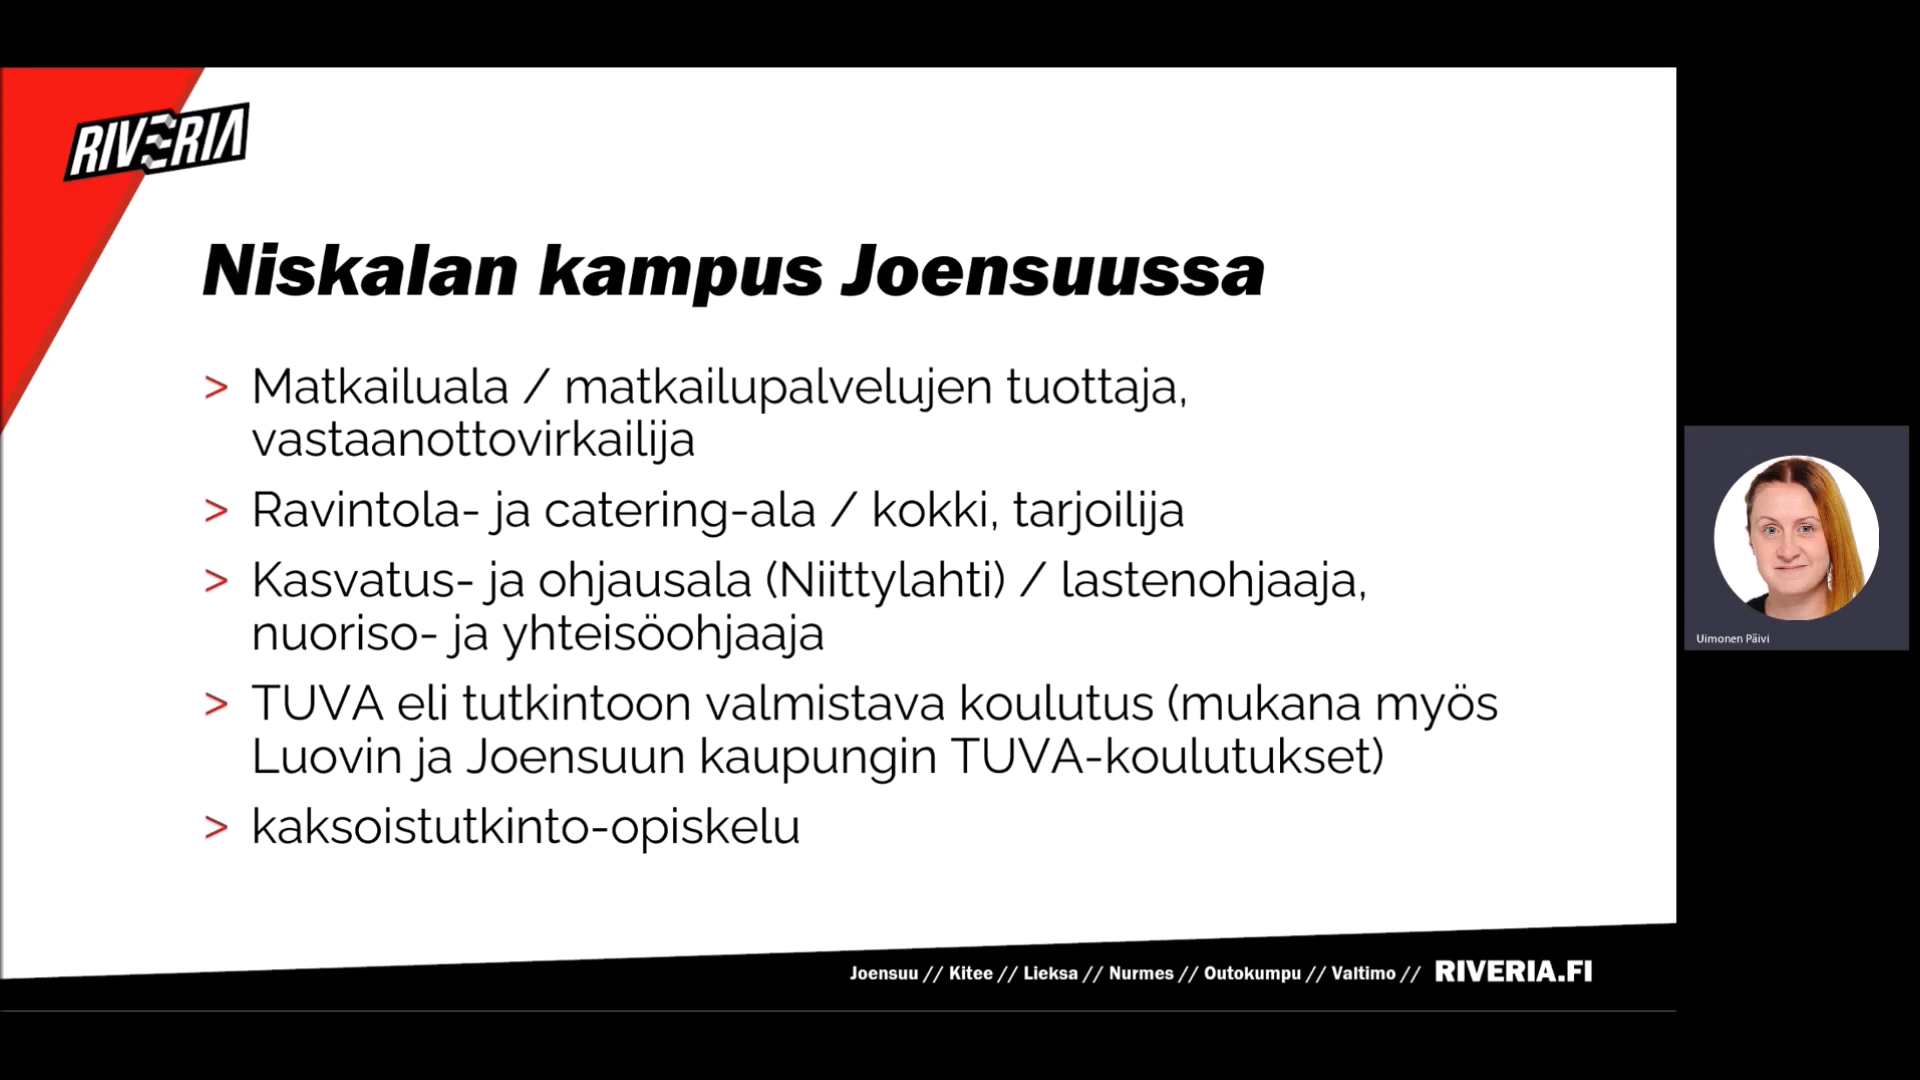 RIVERIA
Niskalan kampus Joensuussa
> Matkailuala / matkailupalvelujen tuottaja,
vastaanottovirkailija
> Ravintola- ja catering-ala / kokki, tarjoilija
> Kasvatus- ja ohjausala (Niittylahti) / lastenohjaaja,
nuoriso- ja yhteisöohjaaja
> TUVA eli tutkintoon valmistava koulutus (mukana myös
Luovin ja Joensuun kaupungin TUVA-koulutukset)
> kaksoistutkinto-opiskelu
Uimonen Päivi
Joensuu // Kitee // Lieksa // Nurmes // Outokumpu // Valtimo // RIVERIA.FI